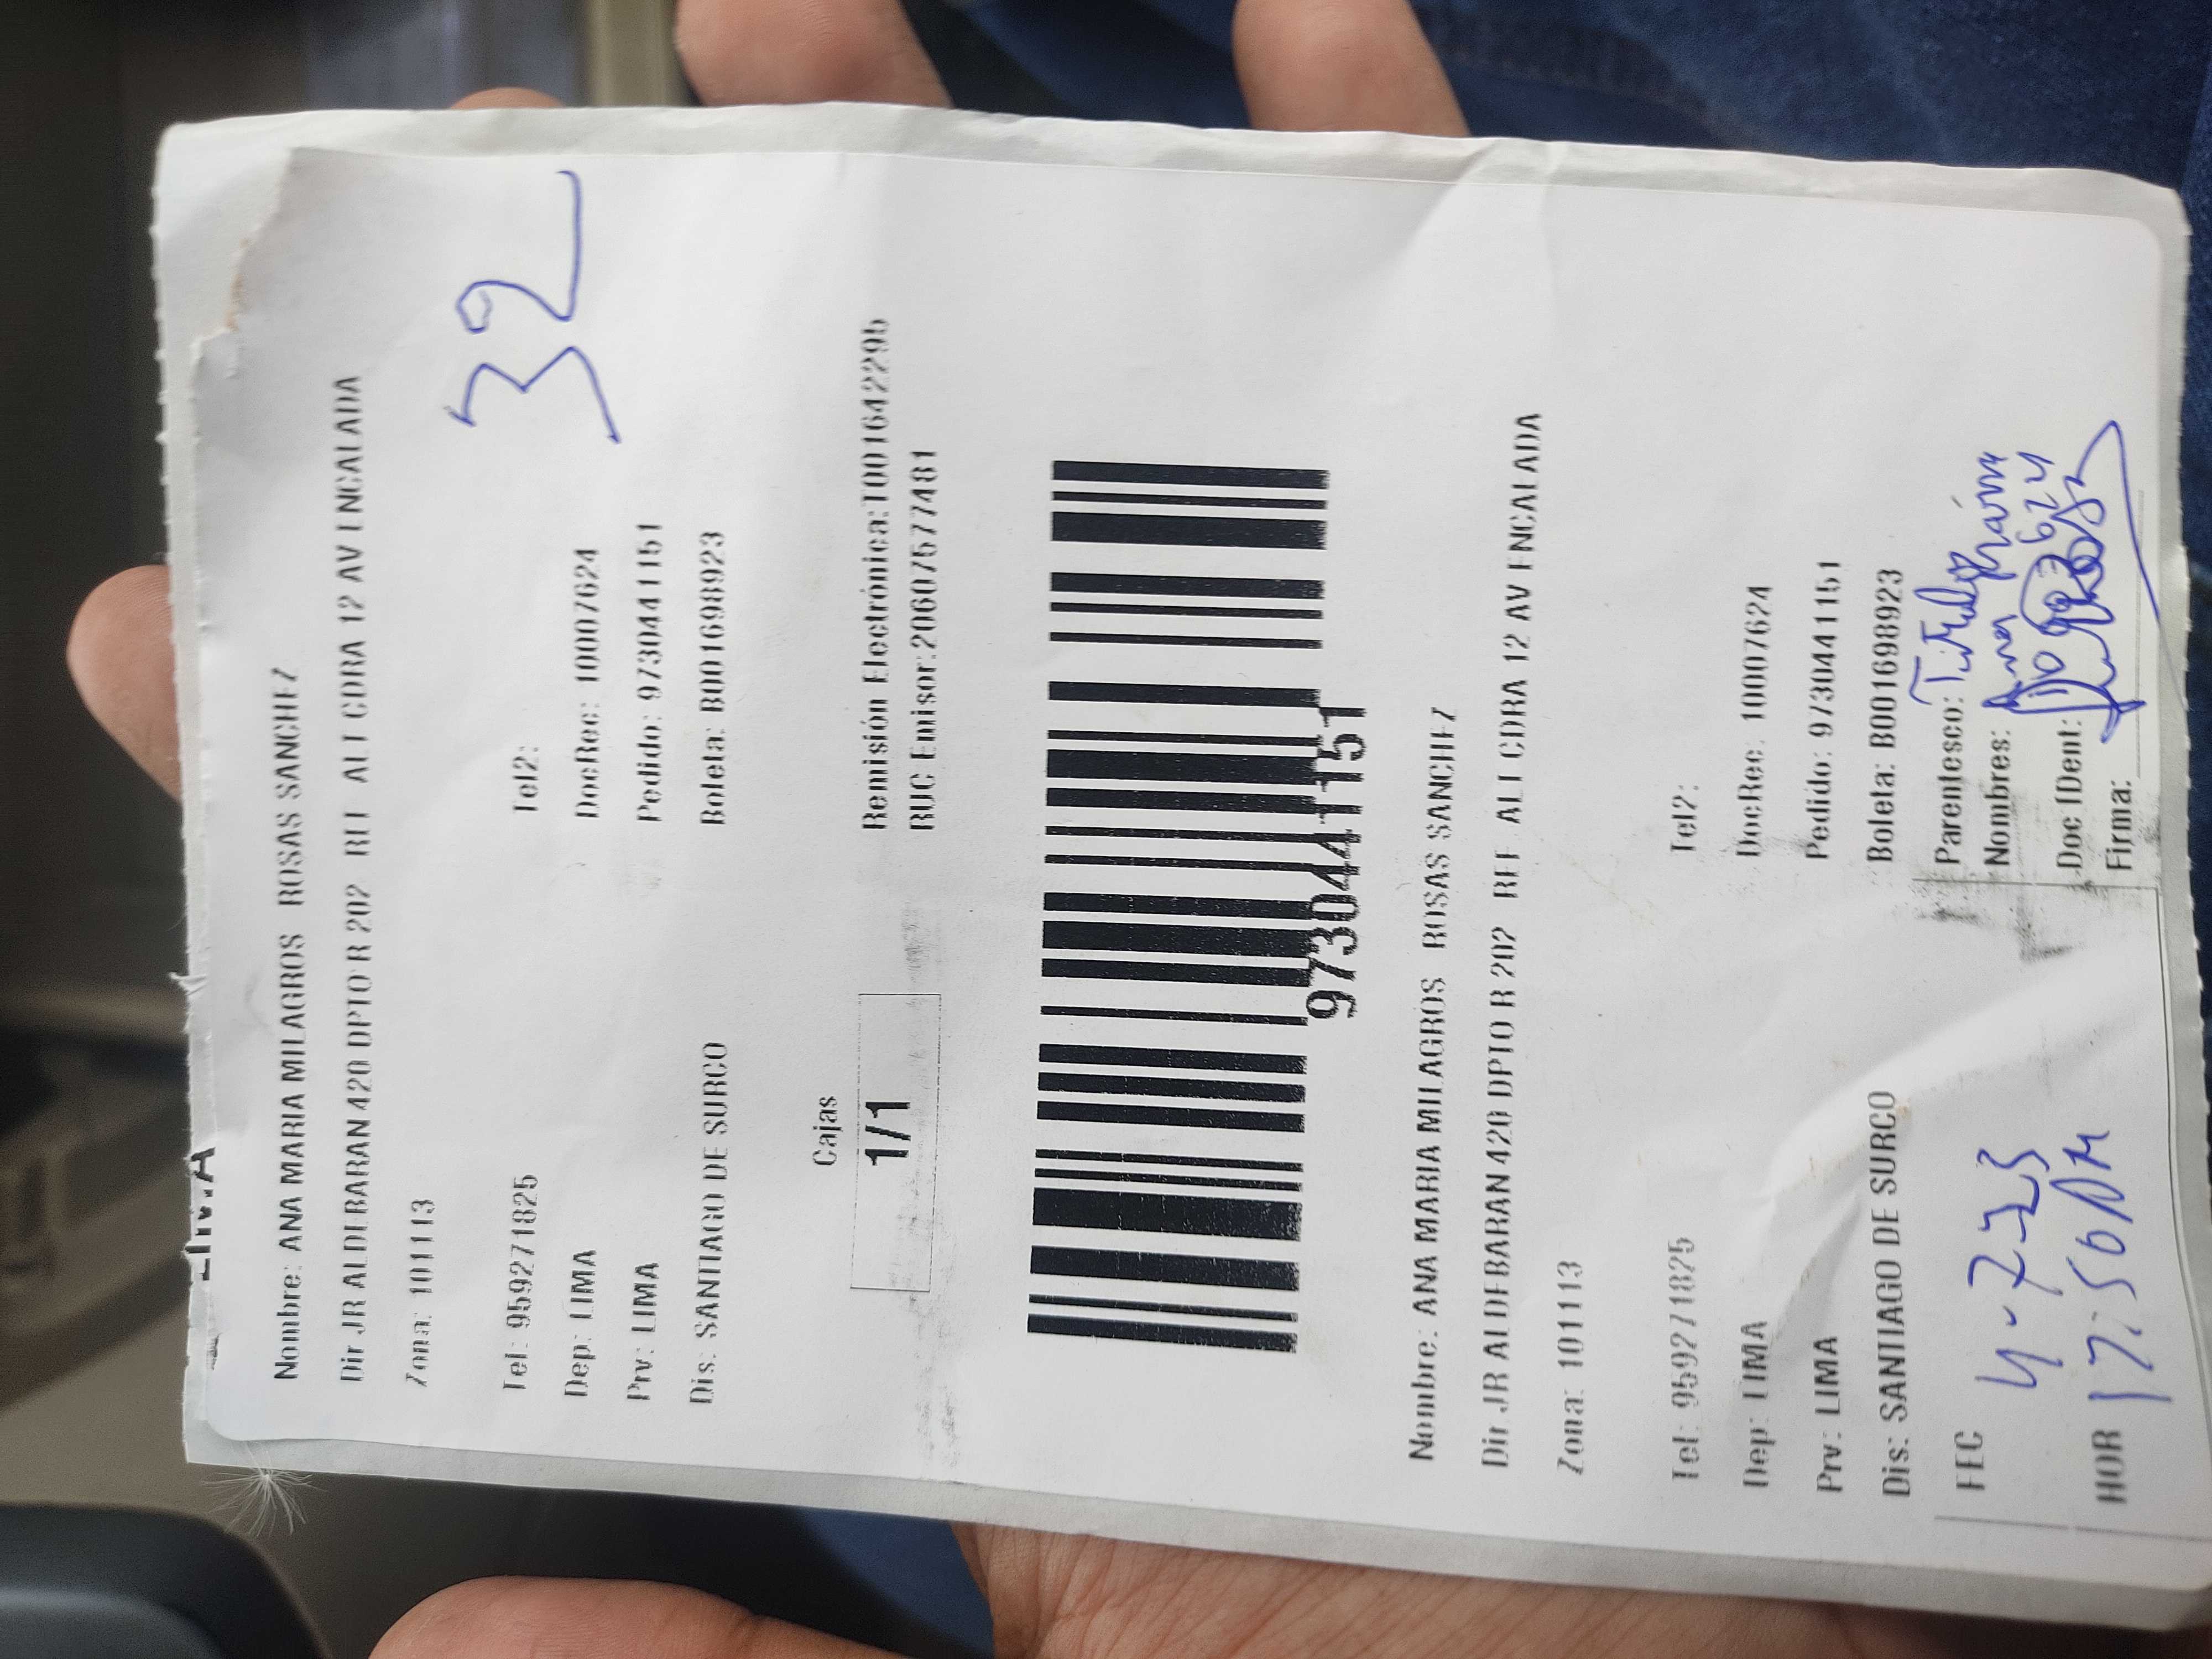 LIMA
Nombre: ANA MARIA MILAGROS ROSAS SANCHEZ
Dir JR ALDEBARAN 420 DPTO R 202 REF ALT CDRA 12 AV ENCALADA
Zona: 101113
32
Tel: 959271825 Tel2:
Dep: LIMA DocRec: 10007624
Prv: LIMA Pedido: 9730441151
Dis: SANTIAGO DE SURCO Boleta: B001698923
Cajas
1/1
Remisión Electrónica:T001642295
RUC Emisor:20607577481
9730441151
Nombre: ANA MARIA MILAGROS ROSAS SANCHEZ
Dir JR ALDEBARAN 420 DPTO R 202 REF ALT CDRA 12 AV ENCALADA
Zona: 101113
Tel: 959271825 Tel2:
Dep: LIMA DocRec: 10007624
Prv: LIMA Pedido: 9730441151
Dis: SANTIAGO DE SURCO Boleta: B001698923
FEC 4-7-23 Parentesco: Titular
Nombres: Ana María
HOR 17:50 Doc IDent:
Firma: